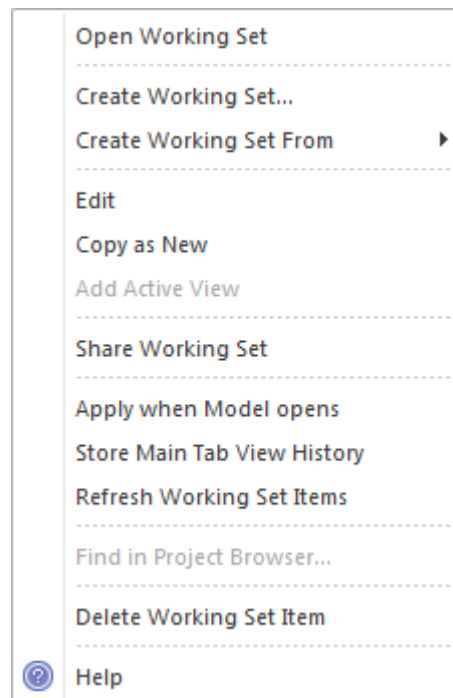 Open Working Set
Create Working Set...
Create Working Set From
Edit
Copy as New
Add Active View
Share Working Set
Apply when Model opens
Store Main Tab View History
Refresh Working Set Items
Find in Project Browser...
Delete Working Set Item
Help